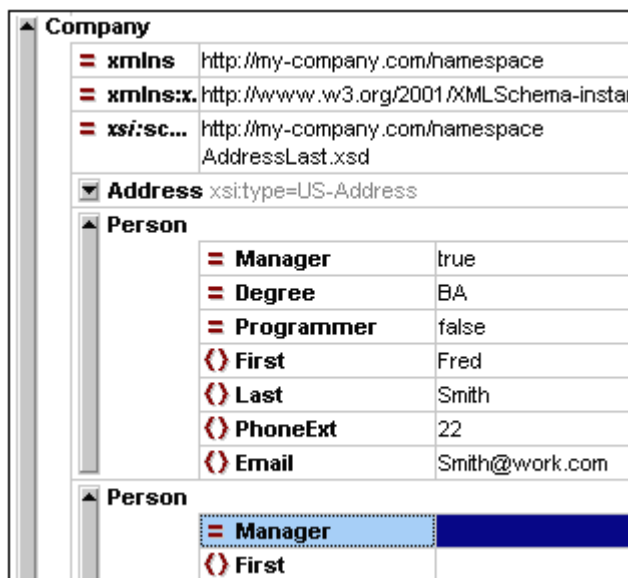 Company
= xmlns http://my-company.com/namespace
= xmlns:x. http://www.w3.org/2001/XMLSchema-instar
= xsi:sc... http://my-company.com/namespace
AddressLast.xsd
Address xsi:type=US-Address
Person
= Manager true
= Degree BA
= Programmer false
() First Fred
() Last Smith
() PhoneExt 22
() Email Smith@work.com
Person
= Manager
() First